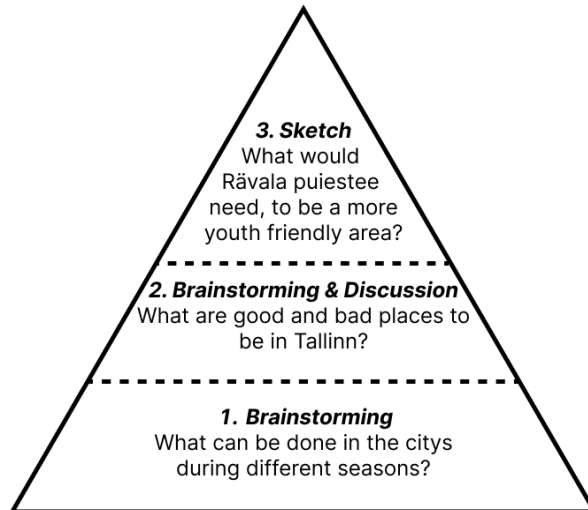 3. Sketch
What would
Rävala puiestee
need, to be a more
youth friendly area?
2. Brainstorming & Discussion
What are good and bad places to
be in Tallinn?
1. Brainstorming
What can be done in the citys
during different seasons?